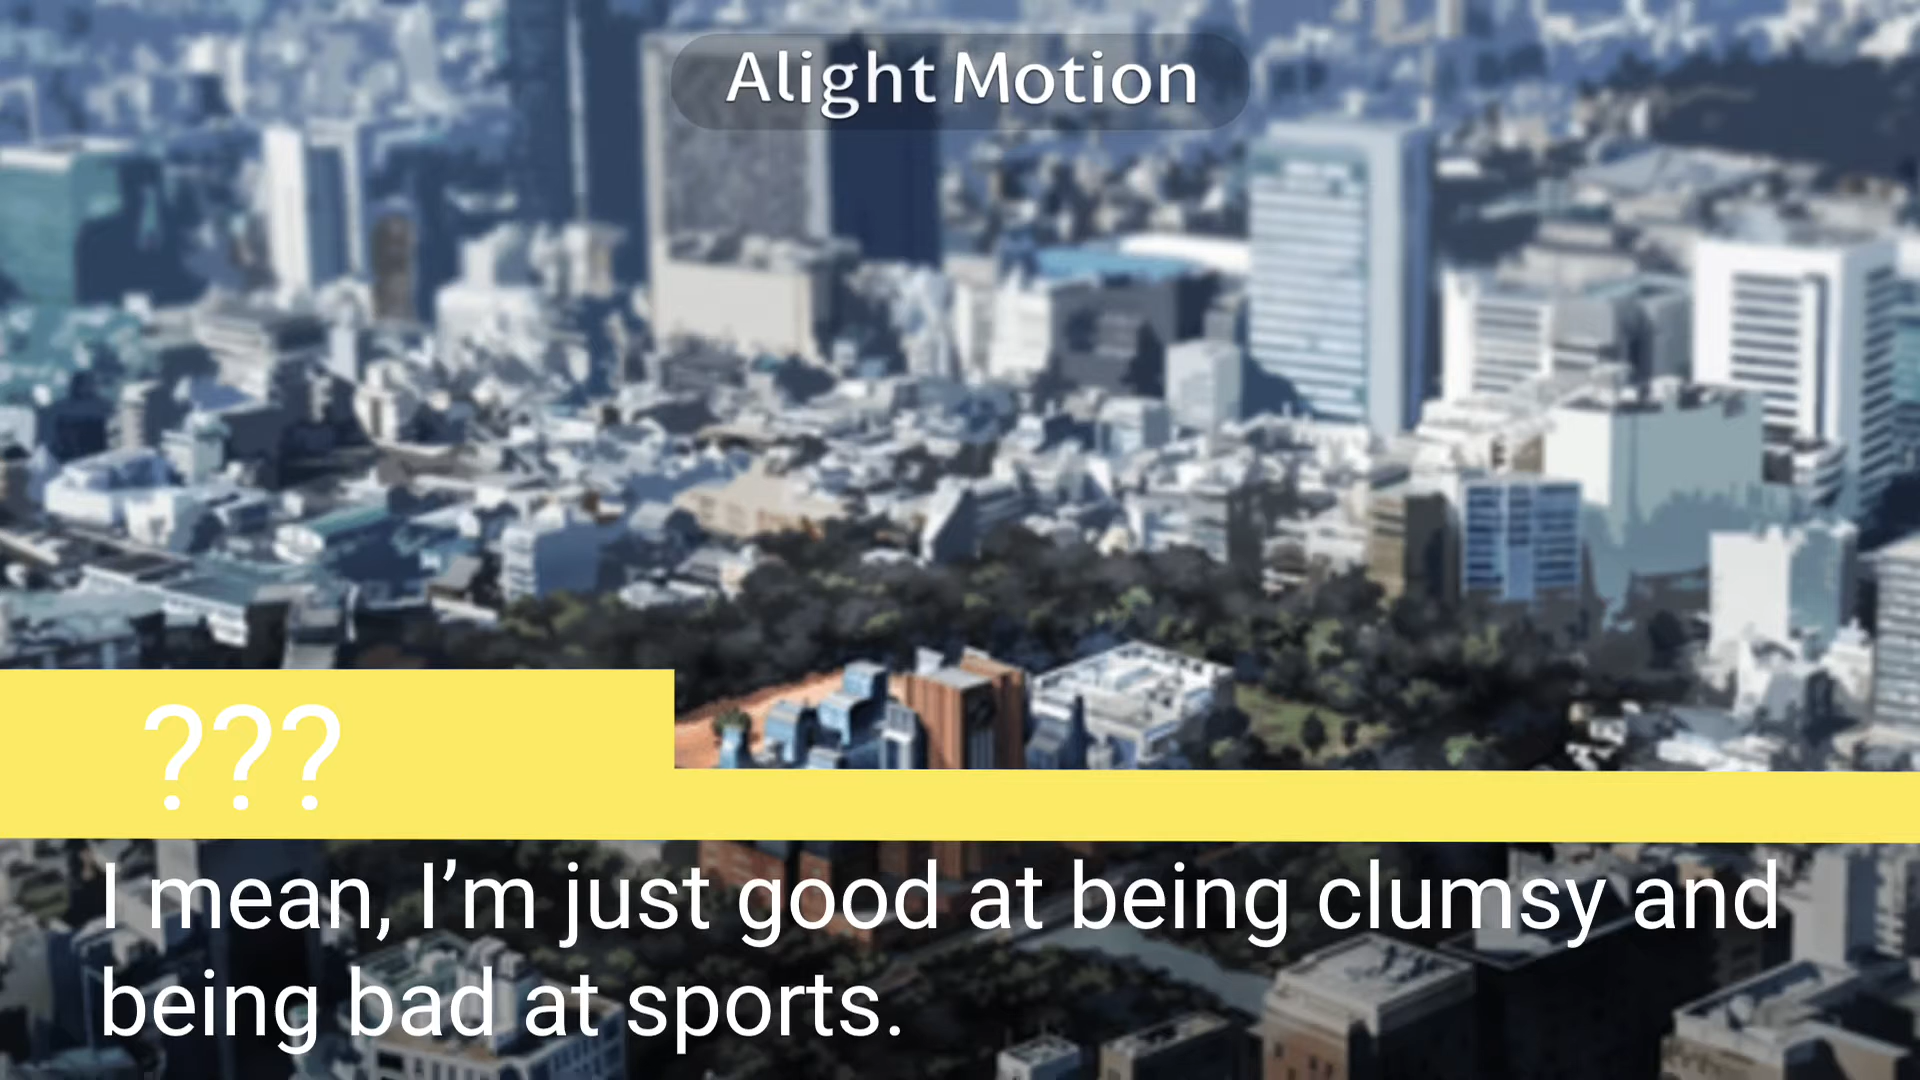 Alight Motion
???
I mean, I’m just good at being clumsy and
being bad at sports.